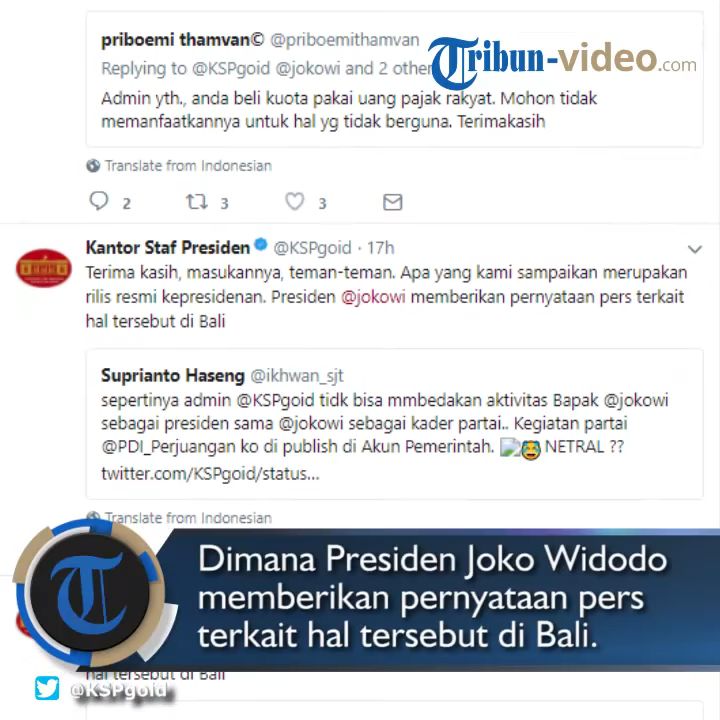 priboemi thamvan© @priboemithamvan
Tribun-video.com
Replying to @KSPgoid @jokowi and 2 other
Admin yth., anda beli kuota pakai uang pajak rakyat. Mohon tidak
memanfaatkannya untuk hal yg tidak berguna. Terimakasih
Translate from Indonesian
2 3 3
Kantor Staf Presiden @KSPgoid · 17h
Terima kasih, masukannya, teman-teman. Apa yang kami sampaikan merupakan
rilis resmi kepresidenan. Presiden @jokowi memberikan pernyataan pers terkait
hal tersebut di Bali
Suprianto Haseng @ikhwan_sjt
sepertinya admin @KSPgoid tidk bisa mmbedakan aktivitas Bapak @jokowi
sebagai presiden sama @jokowi sebagai kader partai.. Kegiatan partai
@PDI_Perjuangan ko di publish di Akun Pemerintah. NETRAL ??
twitter.com/KSPgoid/status...
Translate from Indonesian
T
Dimana Presiden Joko Widodo
memberikan pernyataan pers
terkait hal tersebut di Bali.
hal tersebut di Bali
@KSPgoid